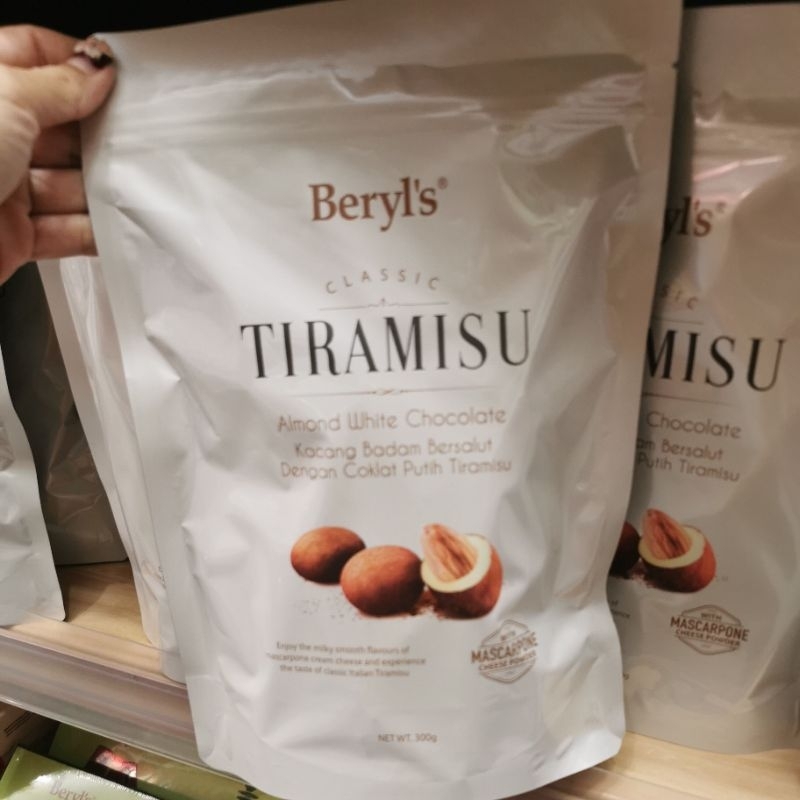 Beryl's®
CLASSIC
TIRAMISU
Almond White Chocolate
Kacang Badam Bersalut
Dengan Coklat Putih Tiramisu
Enjoy the milky smooth flavours of
mascarpone cream cheese and experience
the taste of classic Italian Tiramisu
WITH
MASCARPONE
CHEESE POWDER
NET WT. 300g
yl's®
SIC
MISU
Chocolate
am Bersalut
Putih Tiramisu
WITH
MASCARPONE
CHEESE POWDER
Beryl's